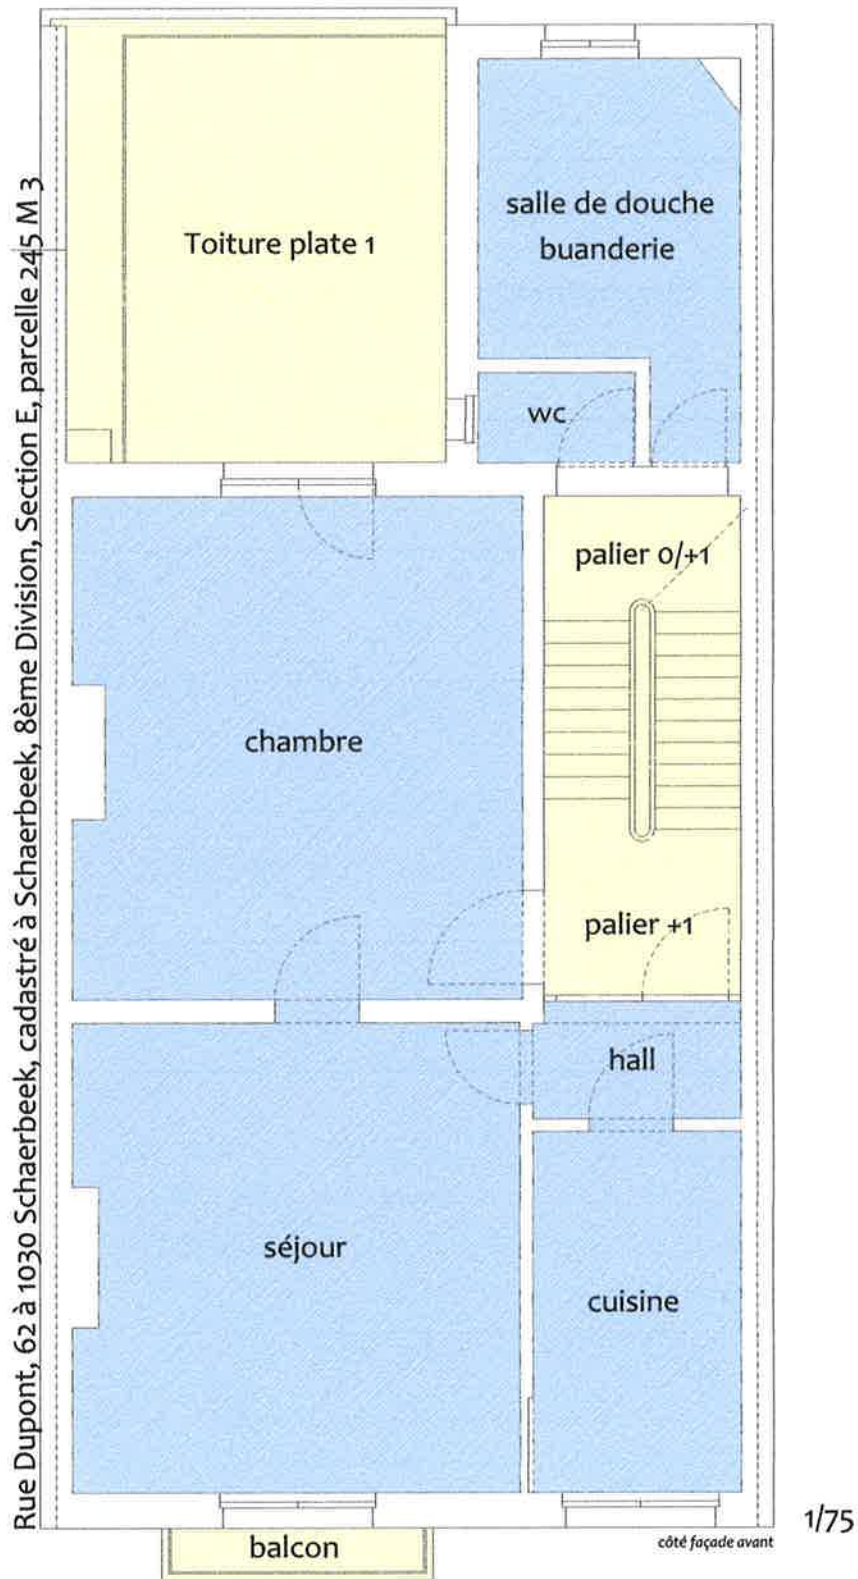 Rue Dupont, 62 à 1030 Schaerbeek, cadastré à Schaerbeek, 8ème Division, Section E, parcelle 245 M 3
Toiture plate 1
salle de douche
buanderie
wc
palier 0/+1
chambre
palier +1
hall
séjour
cuisine
balcon
côté façade avant
1/75